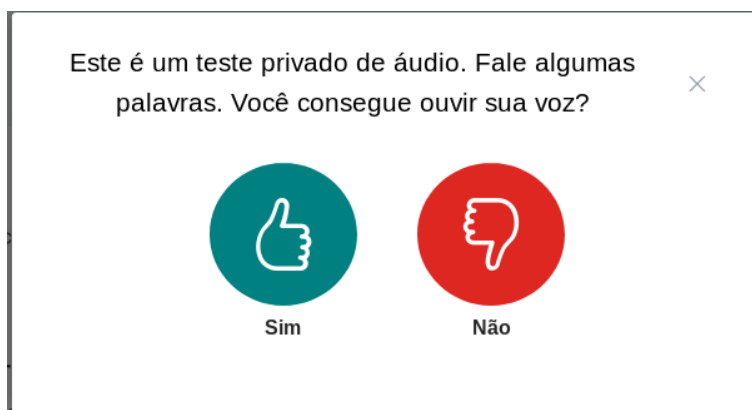 Este é um teste privado de áudio. Fale algumas
palavras. Você consegue ouvir sua voz?
Sim
Não